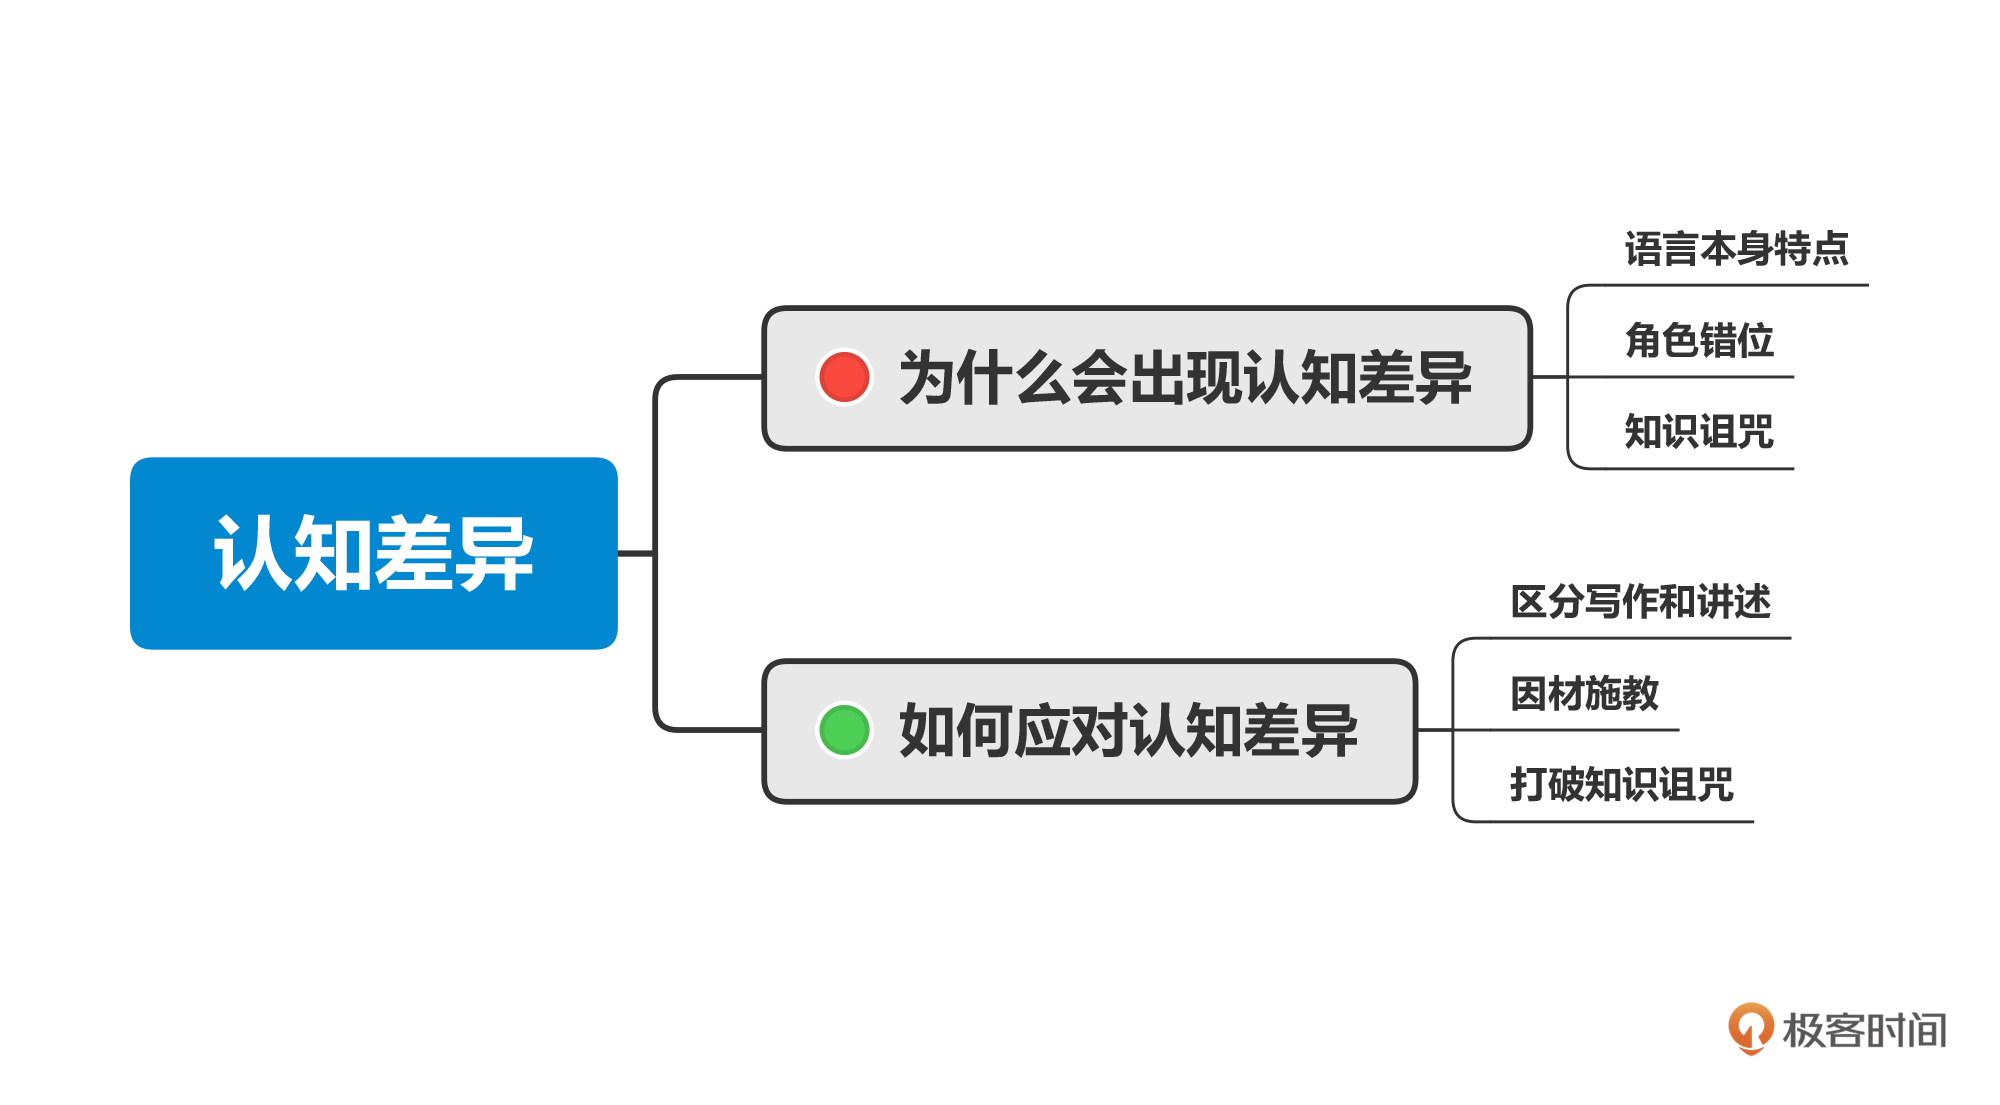 认知差异
为什么会出现认知差异
语言本身特点
角色错位
知识诅咒
如何应对认知差异
区分写作和讲述
因材施教
打破知识诅咒
极客时间